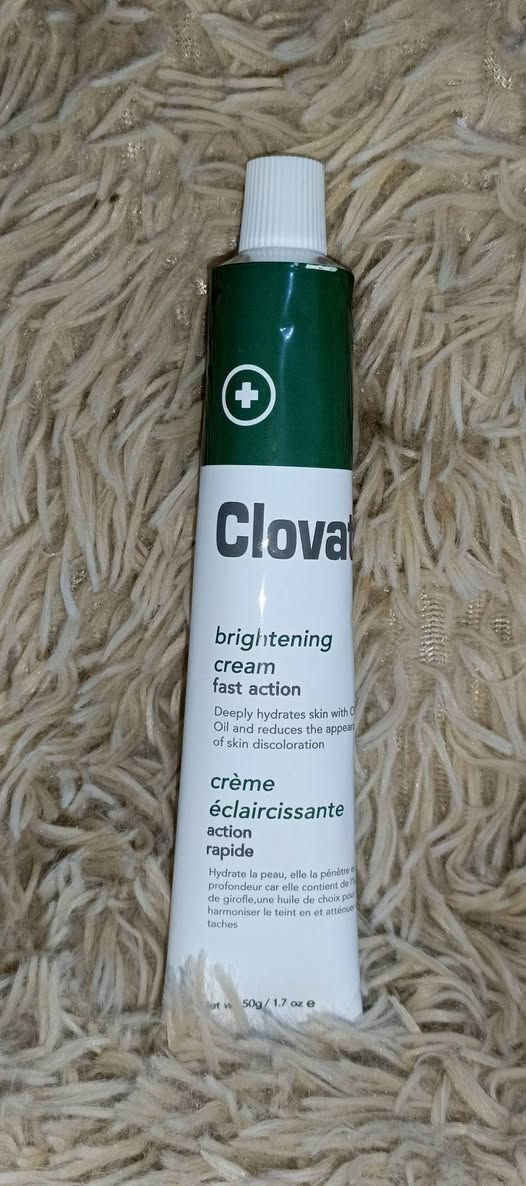 Clovat
brightening
cream
fast action
Deeply hydrates skin with
Oil and reduces the
of skin discoloration
crème
éclaircissante
action
rapide
Hydrate la peau, elle la pénètre
profondeur car elle contient de
de girofle,une huile de choix
harmoniser le teint en et
taches
50g / 1.7 oz ℮